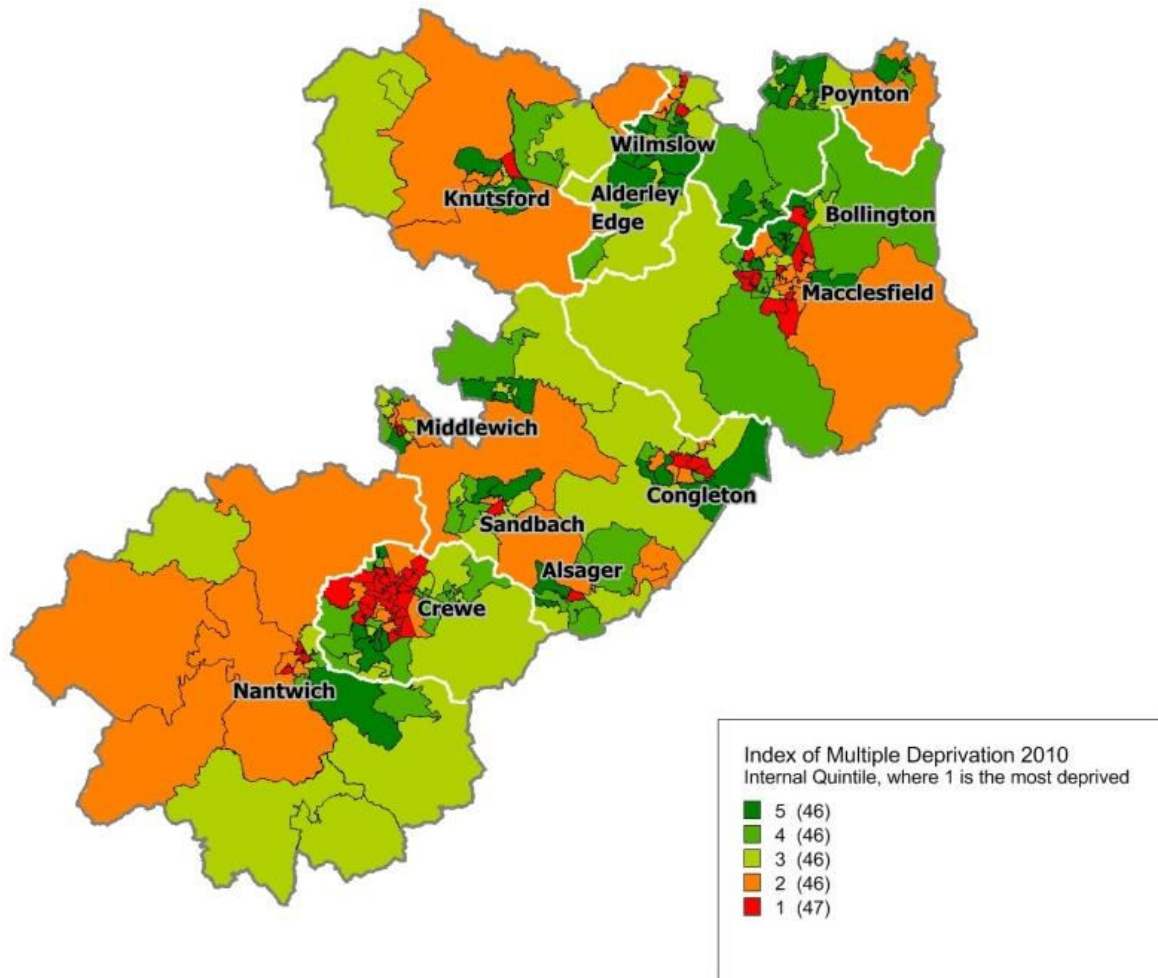 Poynton
Wilmslow
Knutsford
Alderley
Edge
Bollington
Macclesfield
Middlewich
Congleton
Sandbach
Alsager
Crewe
Nantwich
Index of Multiple Deprivation 2010
Internal Quintile, where 1 is the most deprived
5 (46)
4 (46)
3 (46)
2 (46)
1 (47)